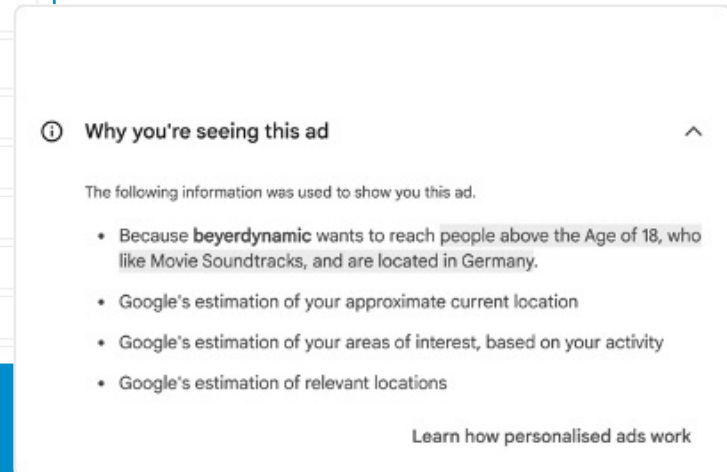 Why you're seeing this ad
The following information was used to show you this ad.
• Because beyerdynamic wants to reach people above the Age of 18, who
like Movie Soundtracks, and are located in Germany.
• Google's estimation of your approximate current location
• Google's estimation of your areas of interest, based on your activity
• Google's estimation of relevant locations
Learn how personalised ads work